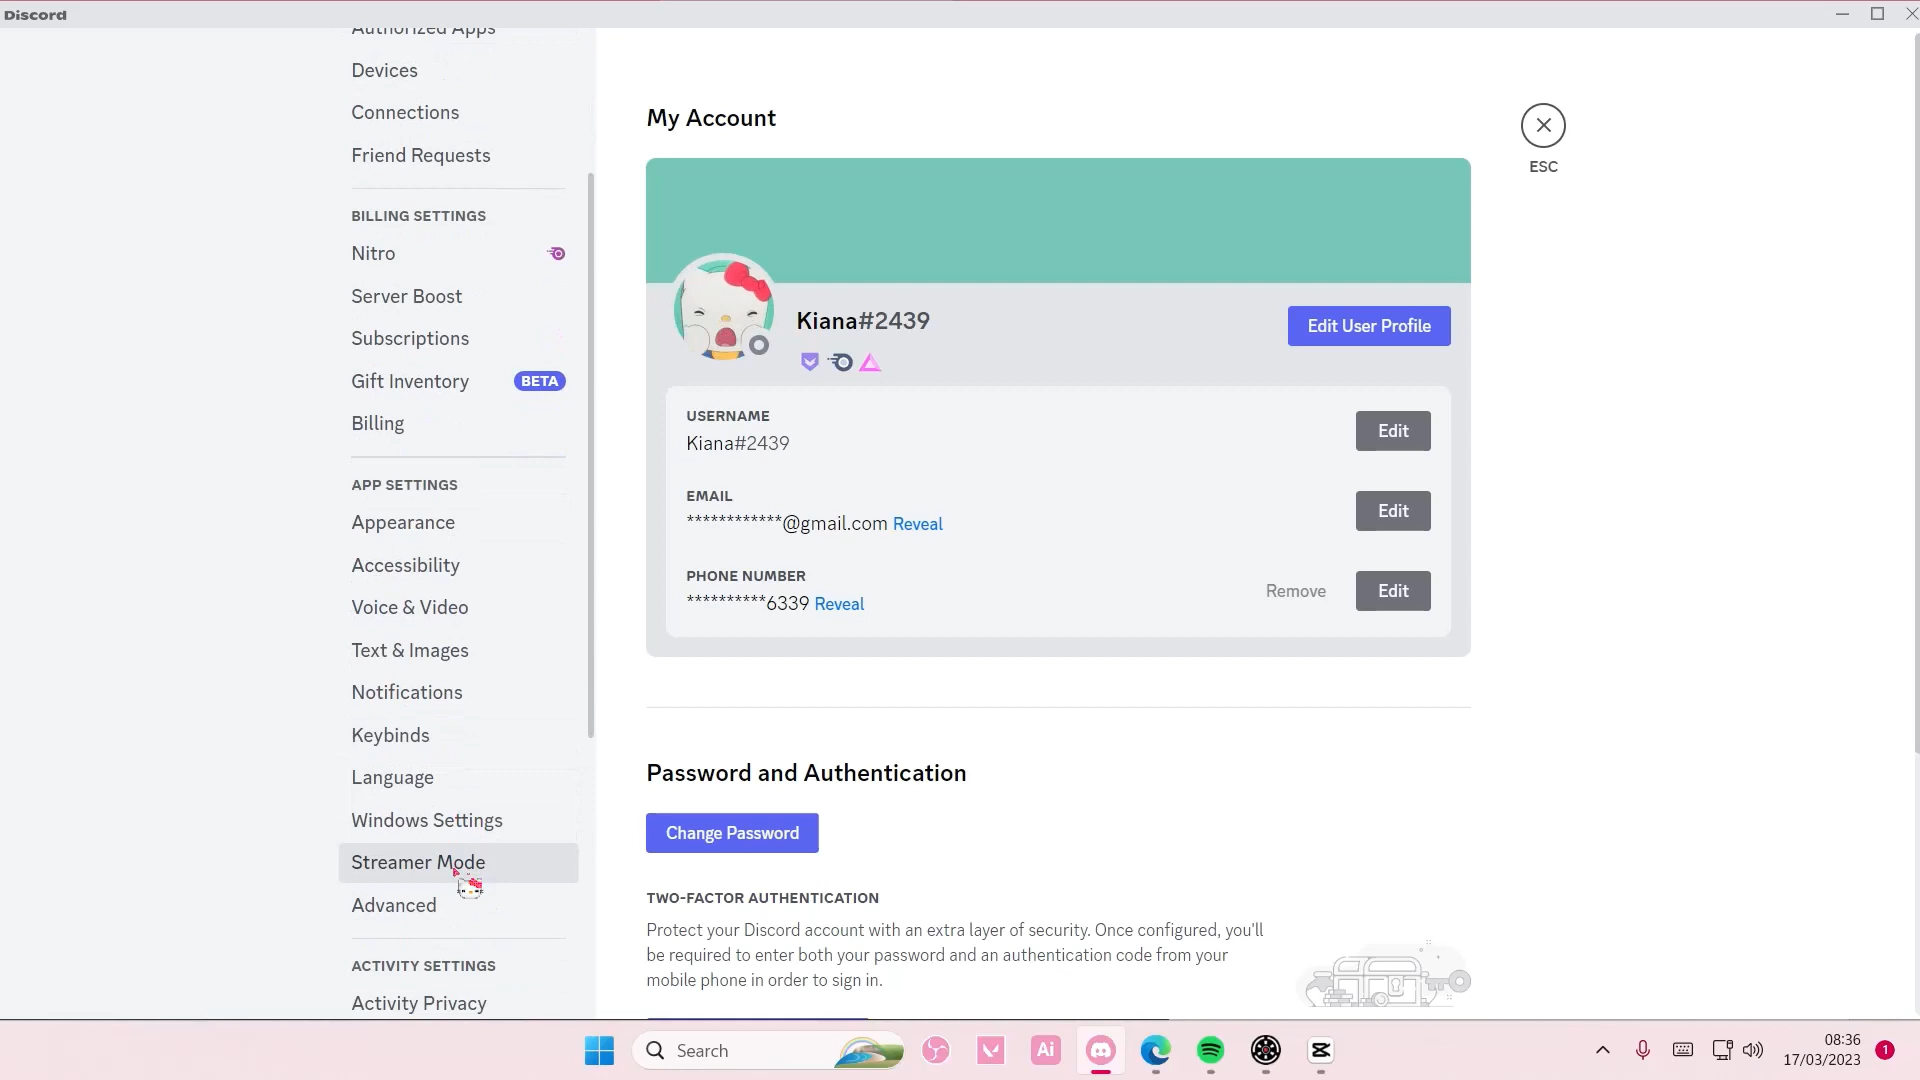 Discord
Authorized Apps
Devices
Connections
Friend Requests
BILLING SETTINGS
Nitro
Server Boost
Subscriptions
Gift Inventory BETA
Billing
APP SETTINGS
Appearance
Accessibility
Voice & Video
Text & Images
Notifications
Keybinds
Language
Windows Settings
Streamer Mode
Advanced
ACTIVITY SETTINGS
Activity Privacy
My Account
ESC
Kiana#2439
Edit User Profile
USERNAME
Kiana#2439
Edit
EMAIL
************@gmail.com Reveal
Edit
PHONE NUMBER
**********6339 Reveal
Remove
Edit
Password and Authentication
Change Password
TWO-FACTOR AUTHENTICATION
Protect your Discord account with an extra layer of security. Once configured, you'll
be required to enter both your password and an authentication code from your
mobile phone in order to sign in.
Search
Ai
08:36
17/03/2023
1